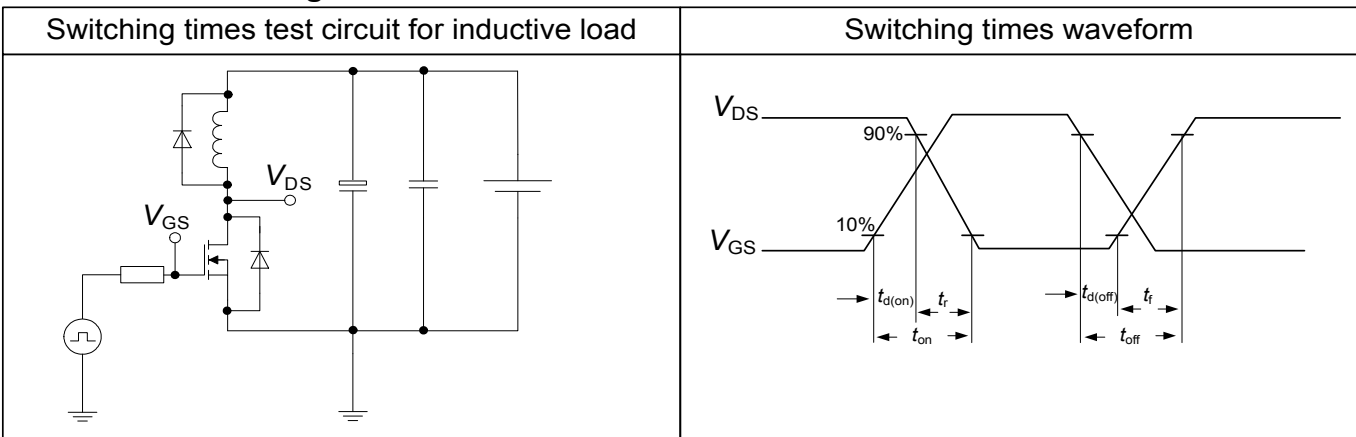 Switching times test circuit for inductive load
Switching times waveform
VDS
VGS
VDS
90%
10%
VGS
td(on)
tr
td(off)
tf
ton
toff